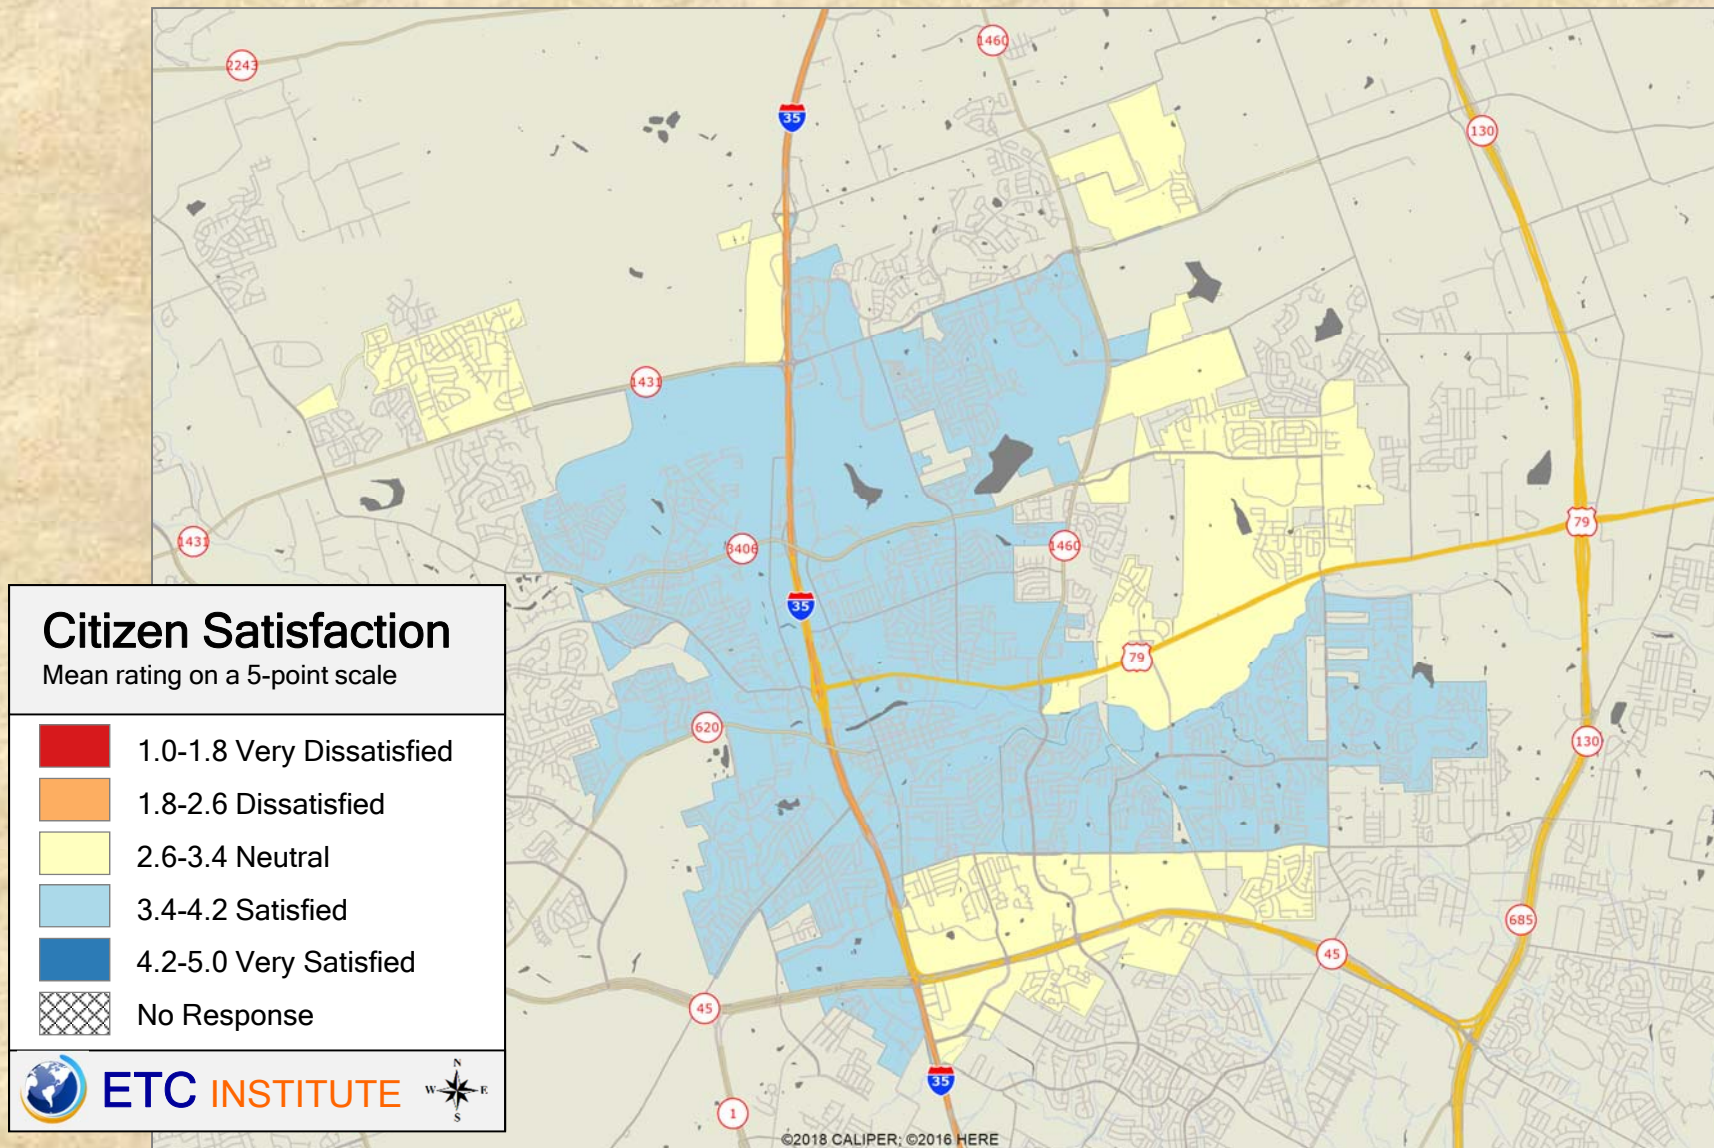 2243
1460
35
130
1431
1431
3406
1460
79
35
79
620
130
685
45
45
35
1
Citizen Satisfaction
Mean rating on a 5-point scale
1.0-1.8 Very Dissatisfied
1.8-2.6 Dissatisfied
2.6-3.4 Neutral
3.4-4.2 Satisfied
4.2-5.0 Very Satisfied
No Response
ETC INSTITUTE
N
W E
S
©2018 CALIPER; ©2016 HERE